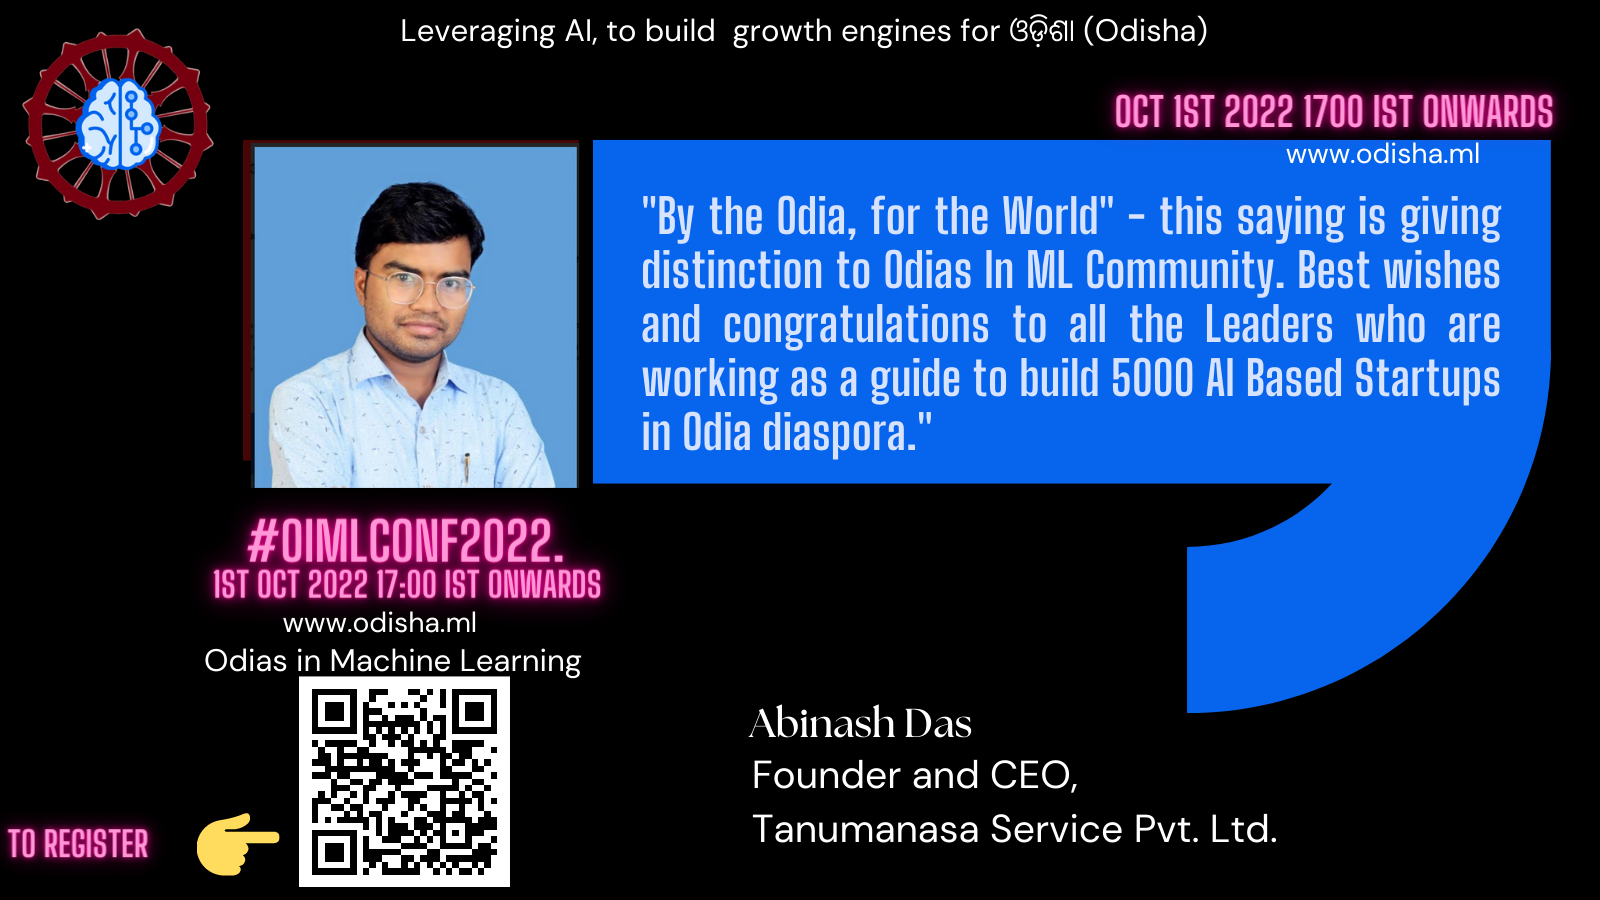 Leveraging AI, to build growth engines for ଓଡ଼ିଶା (Odisha)
OCT 1ST 2022 1700 IST ONWARDS
www.odisha.ml
"By the Odia, for the World" - this saying is giving
distinction to Odias In ML Community. Best wishes
and congratulations to all the Leaders who are
working as a guide to build 5000 AI Based Startups
in Odia diaspora."
#OIMLCONF2022.
1ST OCT 2022 17:00 IST ONWARDS
www.odisha.ml
Odias in Machine Learning
TO REGISTER
Abinash Das
Founder and CEO,
Tanumanasa Service Pvt. Ltd.